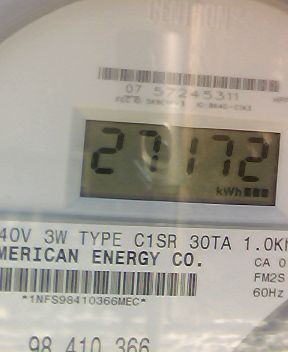 CENTRON
07 57245311
27172
kWh
40V 3W TYPE C1SR 30TA 1.0K
MERICAN ENERGY CO.
CA 0
FM2S
60Hz
*1NFS98410366MEC*
98 410 366